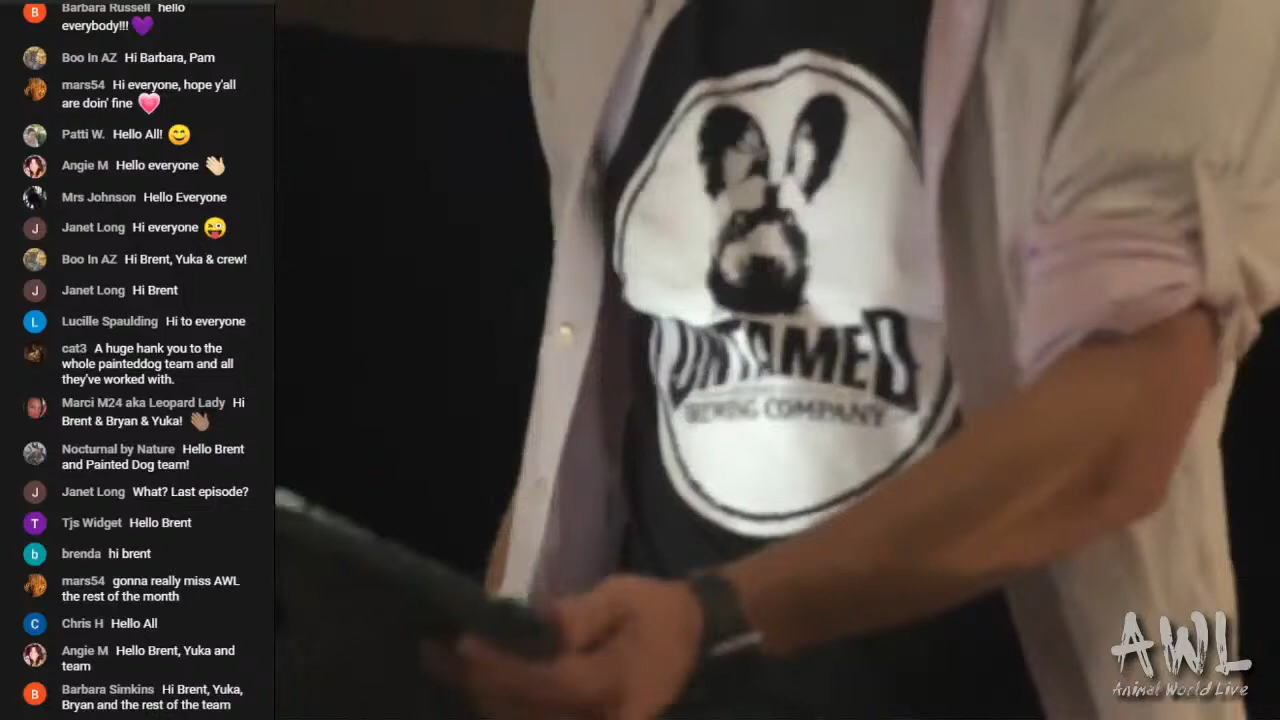 Barbara Russell hello
everybody!!! 💜
Boo In AZ Hi Barbara, Pam
mars54 Hi everyone, hope y'all
are doin' fine 💗
Patti W. Hello All! 😊
Angie M Hello everyone 👋🏻
Mrs Johnson Hello Everyone
J
Janet Long Hi everyone 😜
Boo In AZ Hi Brent, Yuka & crew!
J
Janet Long Hi Brent
L
Lucille Spaulding Hi to everyone
cat3 A huge hank you to the
whole painteddog team and all
they've worked with.
Marci M24 aka Leopard Lady Hi
Brent & Bryan & Yuka! 👋🏽
Nocturnal by Nature Hello Brent
and Painted Dog team!
J
Janet Long What? Last episode?
T
Tjs Widget Hello Brent
b
brenda hi brent
mars54 gonna really miss AWL
the rest of the month
C
Chris H Hello All
Angie M Hello Brent, Yuka and
team
B
Barbara Simkins Hi Brent, Yuka,
Bryan and the rest of the team
UNTAMED
BREWING COMPANY
AWL
Animal World Live